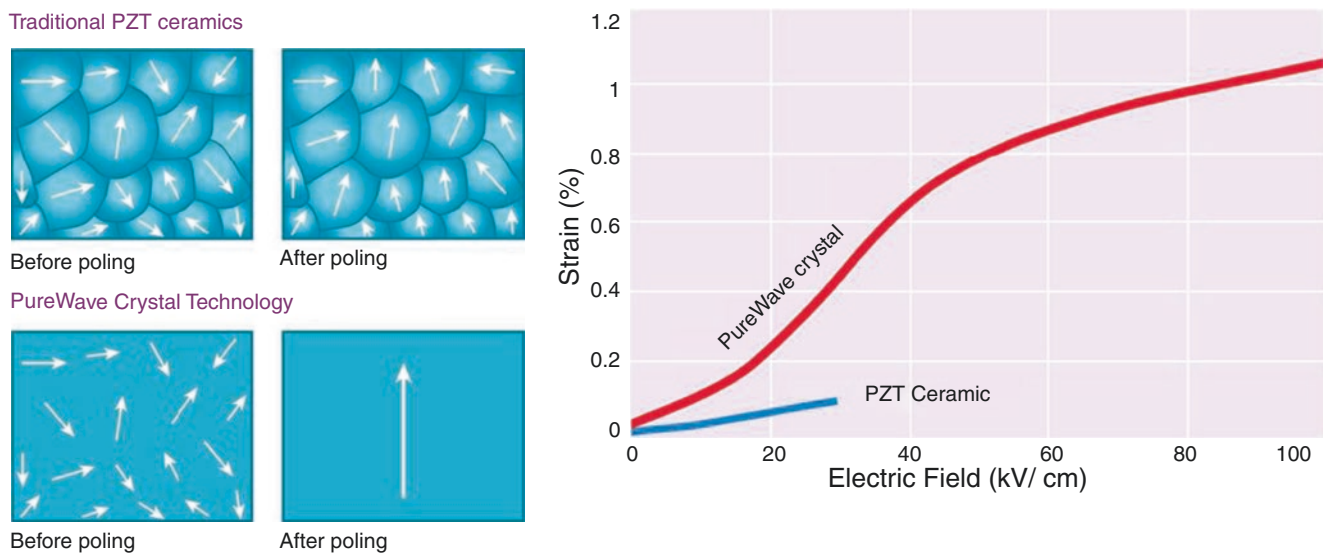 Traditional PZT ceramics
Before poling
After poling
PureWave Crystal Technology
Before poling
After poling
1.2
1
0.8
0.6
0.4
0.2
0
Strain (%)
PureWave crystal
PZT Ceramic
0
20
40
60
80
100
Electric Field (kV/ cm)